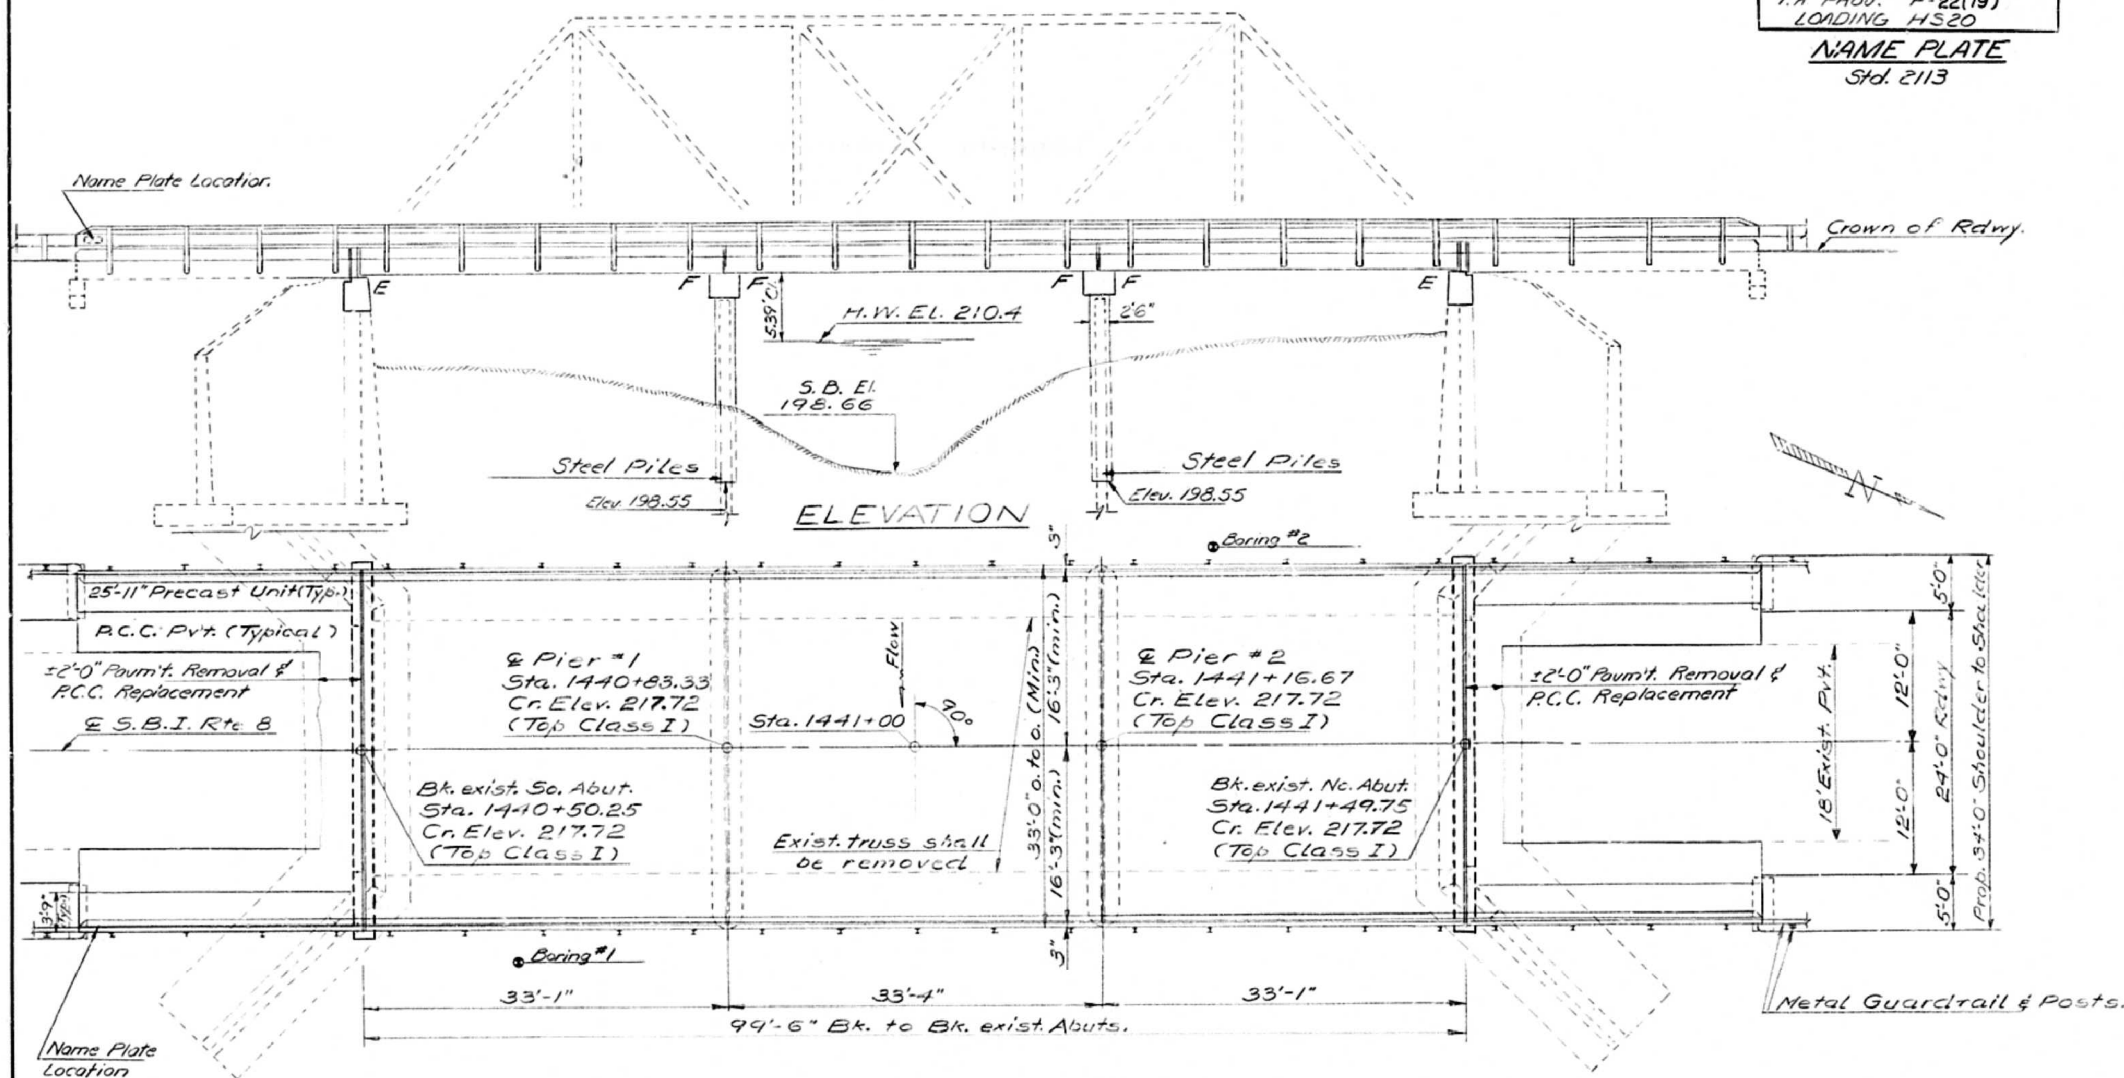 F-22(19)
LOADING HS20
NAME PLATE
Std. 2113
Name Plate Location.
Crown of Rdwy.
E
F
F
F
F
E
5.39' Cl.
H.W. EL. 210.4
2'6"
S.B. El.
198.66
Steel Piles
Elev. 198.55
Steel Piles
Elev. 198.55
N
ELEVATION
3"
Boring #2
25'-11" Precast Unit (Typ.)
P.C.C. Pv't. (Typical)
±2'-0" Pavm't. Removal &
P.C.C. Replacement
℄ S.B.I. Rte 8
℄ Pier #1
Sta. 1440+83.33
Cr. Elev. 217.72
(Top Class I)
Flow
90°
Sta. 1441+00
33'-0" o. to o. (Min.)
16'-3" (min.)
16'-3" (min.)
℄ Pier #2
Sta. 1441+16.67
Cr. Elev. 217.72
(Top Class I)
±2'-0" Pavm't. Removal &
P.C.C. Replacement
18' Exist. Pvt.
12'-0"
12'-0"
24'-0" Rdwy
5'-0"
5'-0"
Prop. 34'-0" Shoulder to Shoulder
Bk. exist. So. Abut.
Sta. 1440+50.25
Cr. Elev. 217.72
(Top Class I)
Exist. truss shall
be removed
Bk. exist. No. Abut.
Sta. 1441+49.75
Cr. Elev. 217.72
(Top Class I)
3'-9"
(Typ.)
Boring #1
3"
33'-1"
33'-4"
33'-1"
99'-6" Bk. to Bk. exist. Abuts.
Metal Guardrail & Posts.
Name Plate
Location